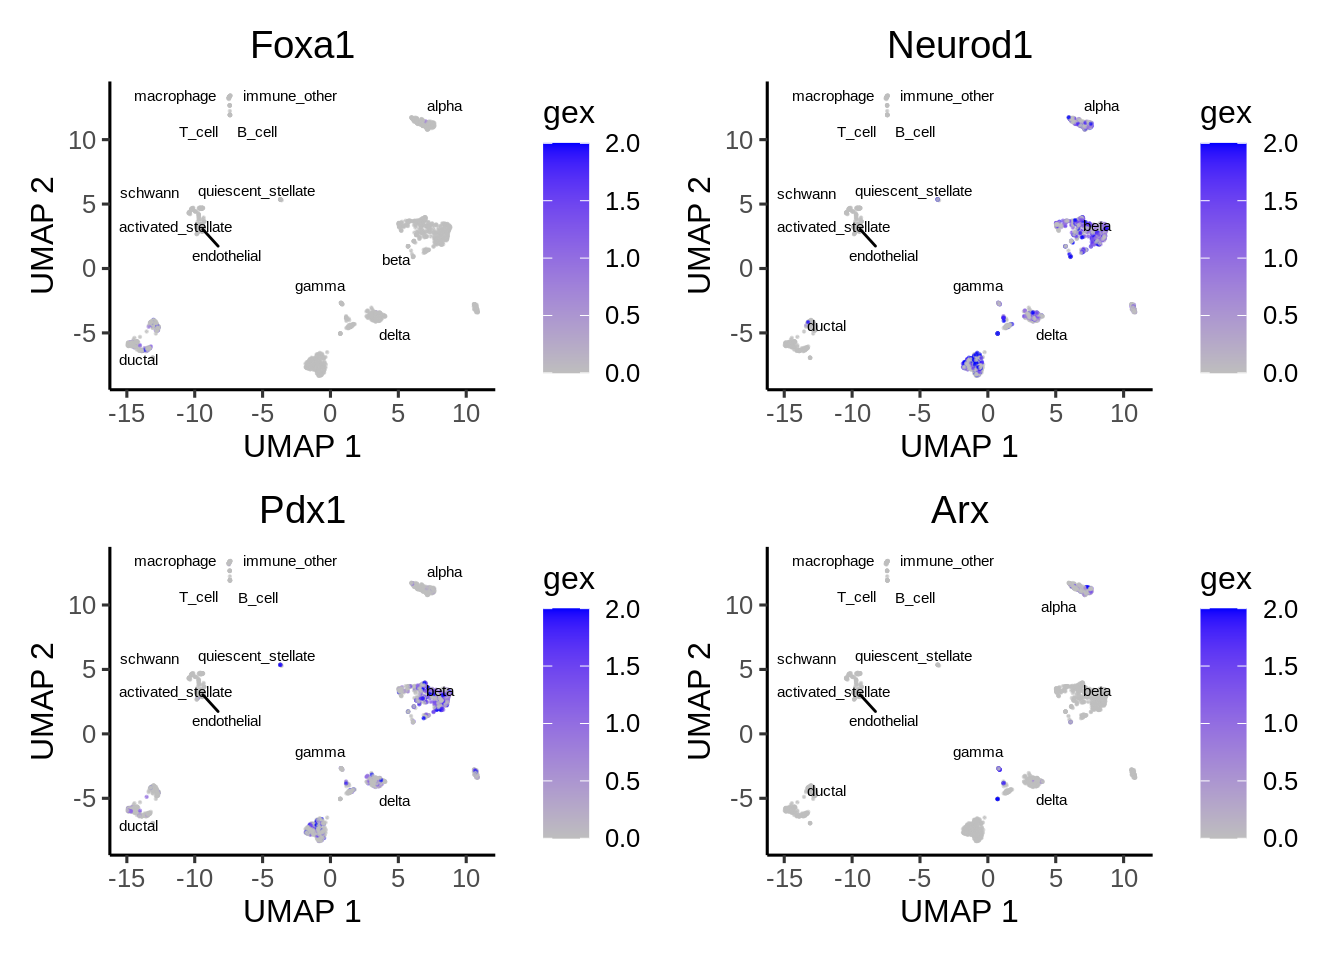 Foxa1
macrophage immune_other
alpha
T_cell B_cell
schwann quiescent_stellate
activated_stellate
endothelial
beta
gamma
delta
ductal
10
5
0
-5
-15 -10 -5 0 5 10
UMAP 1
UMAP 2
gex
2.0
1.5
1.0
0.5
0.0
Neurod1
macrophage immune_other
alpha
T_cell B_cell
schwann quiescent_stellate
activated_stellate beta
endothelial
gamma
ductal delta
10
5
0
-5
-15 -10 -5 0 5 10
UMAP 1
UMAP 2
gex
2.0
1.5
1.0
0.5
0.0
Pdx1
macrophage immune_other
alpha
T_cell B_cell
schwann quiescent_stellate
activated_stellate beta
endothelial
gamma
delta
ductal
10
5
0
-5
-15 -10 -5 0 5 10
UMAP 1
UMAP 2
gex
2.0
1.5
1.0
0.5
0.0
Arx
macrophage immune_other
T_cell B_cell alpha
schwann quiescent_stellate
activated_stellate beta
endothelial
gamma
ductal delta
10
5
0
-5
-15 -10 -5 0 5 10
UMAP 1
UMAP 2
gex
2.0
1.5
1.0
0.5
0.0